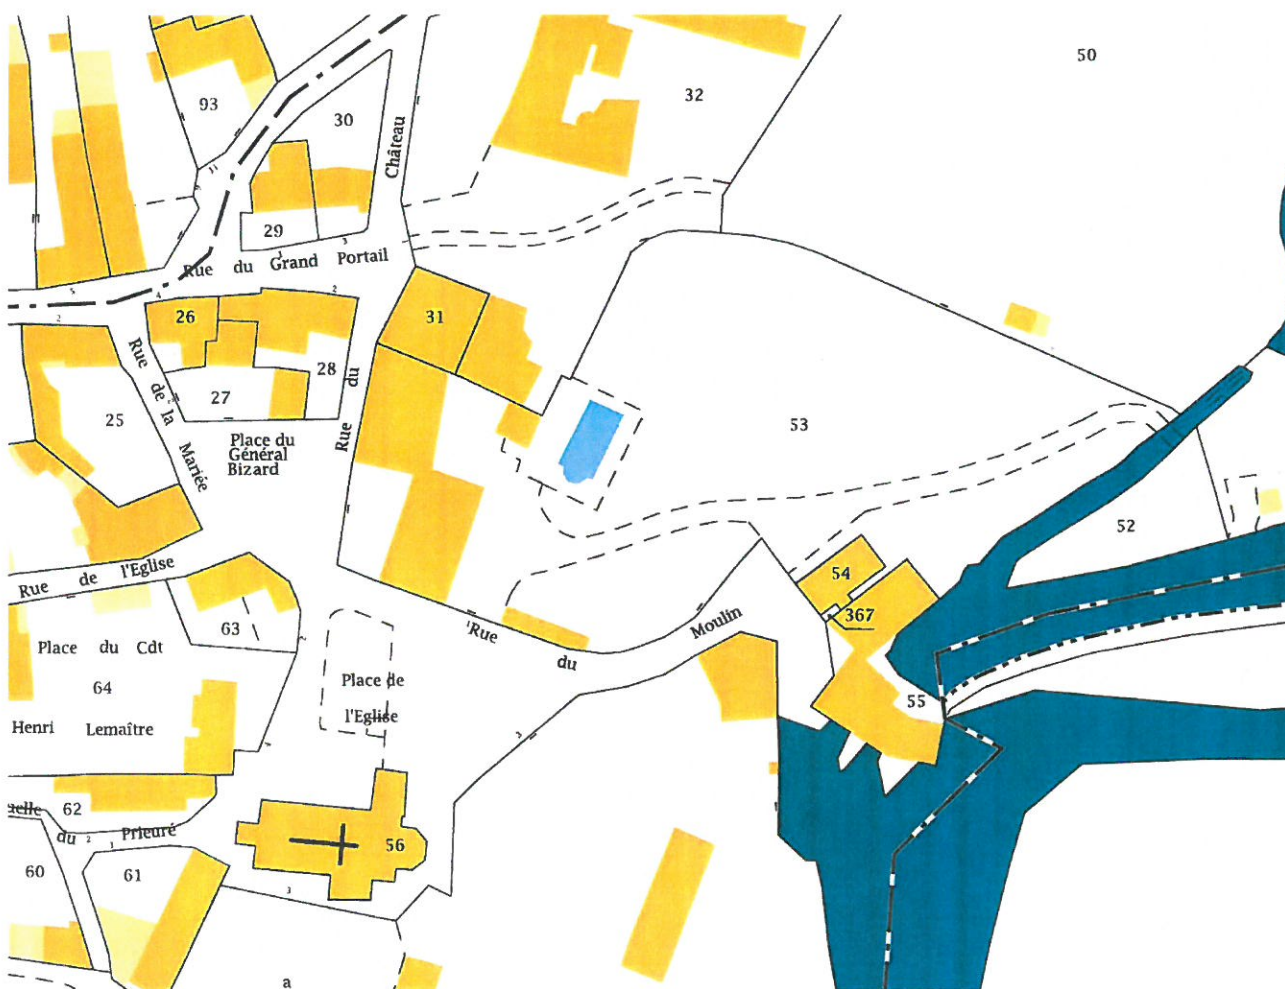 50
32
93
30
Château
29
Rue du Grand Portail
26
31
28
27
25
Rue de la Mariée
Place du
Général
Bizard
Rue du
53
52
54
367
Rue de l'Eglise
63
Place du Cdt
64
Henri Lemaître
Place de
l'Eglise
Rue du Moulin
55
62
du Prieuré
56
60
61
a